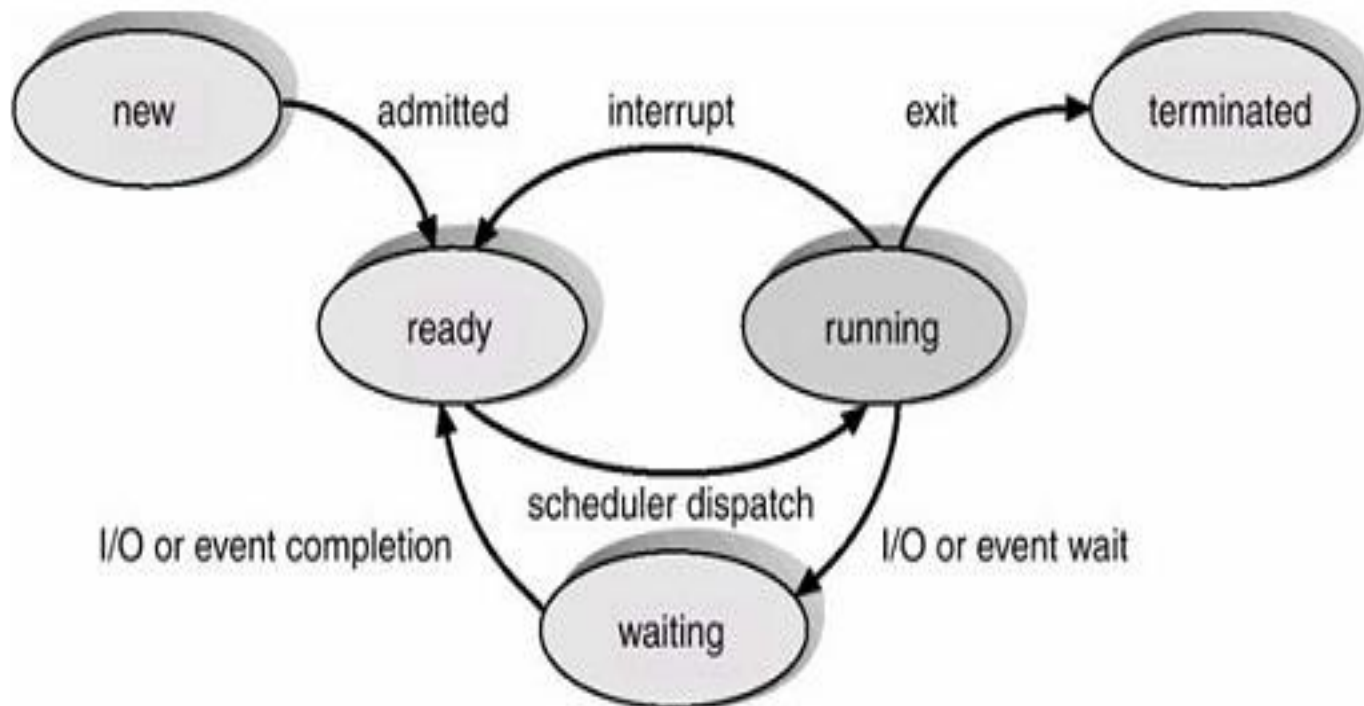 new
admitted
interrupt
exit
terminated
ready
running
scheduler dispatch
I/O or event completion
I/O or event wait
waiting